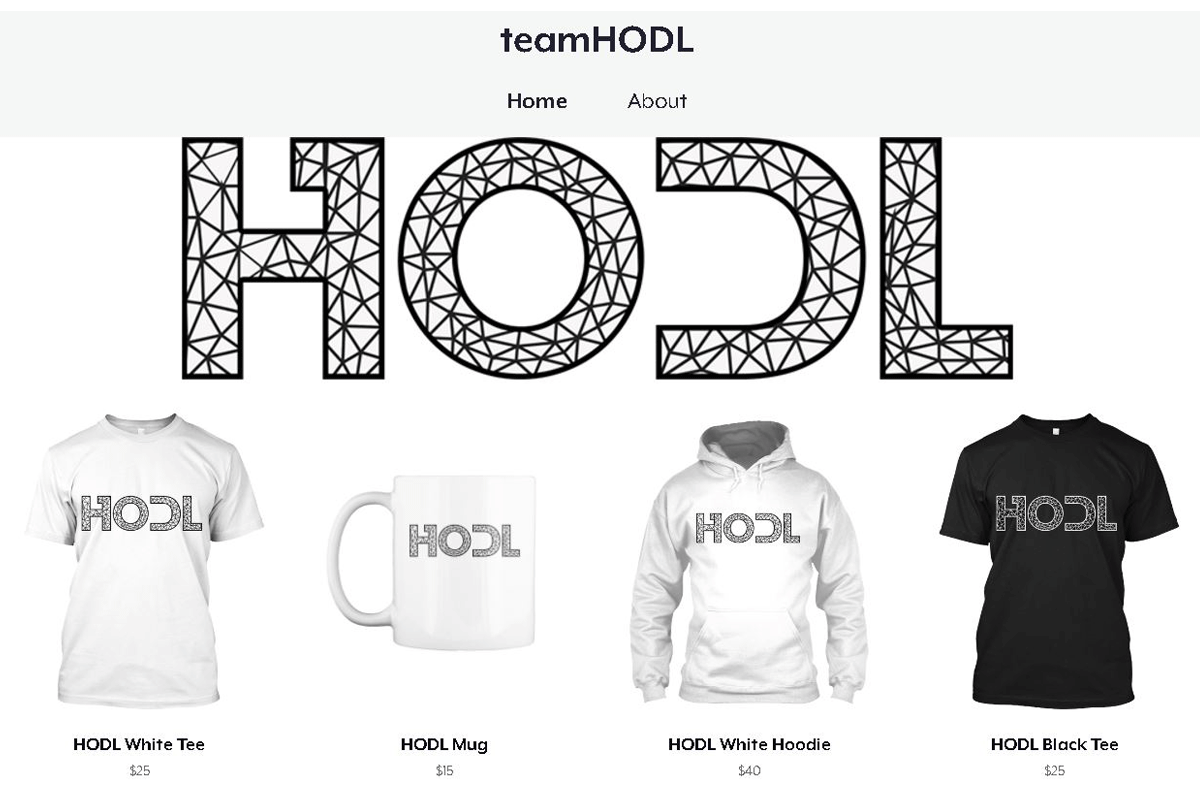 teamHODL
Home About
HODL
HODL
HODL
HODL
HODL
HODL White Tee
$25
HODL Mug
$15
HODL White Hoodie
$40
HODL Black Tee
$25